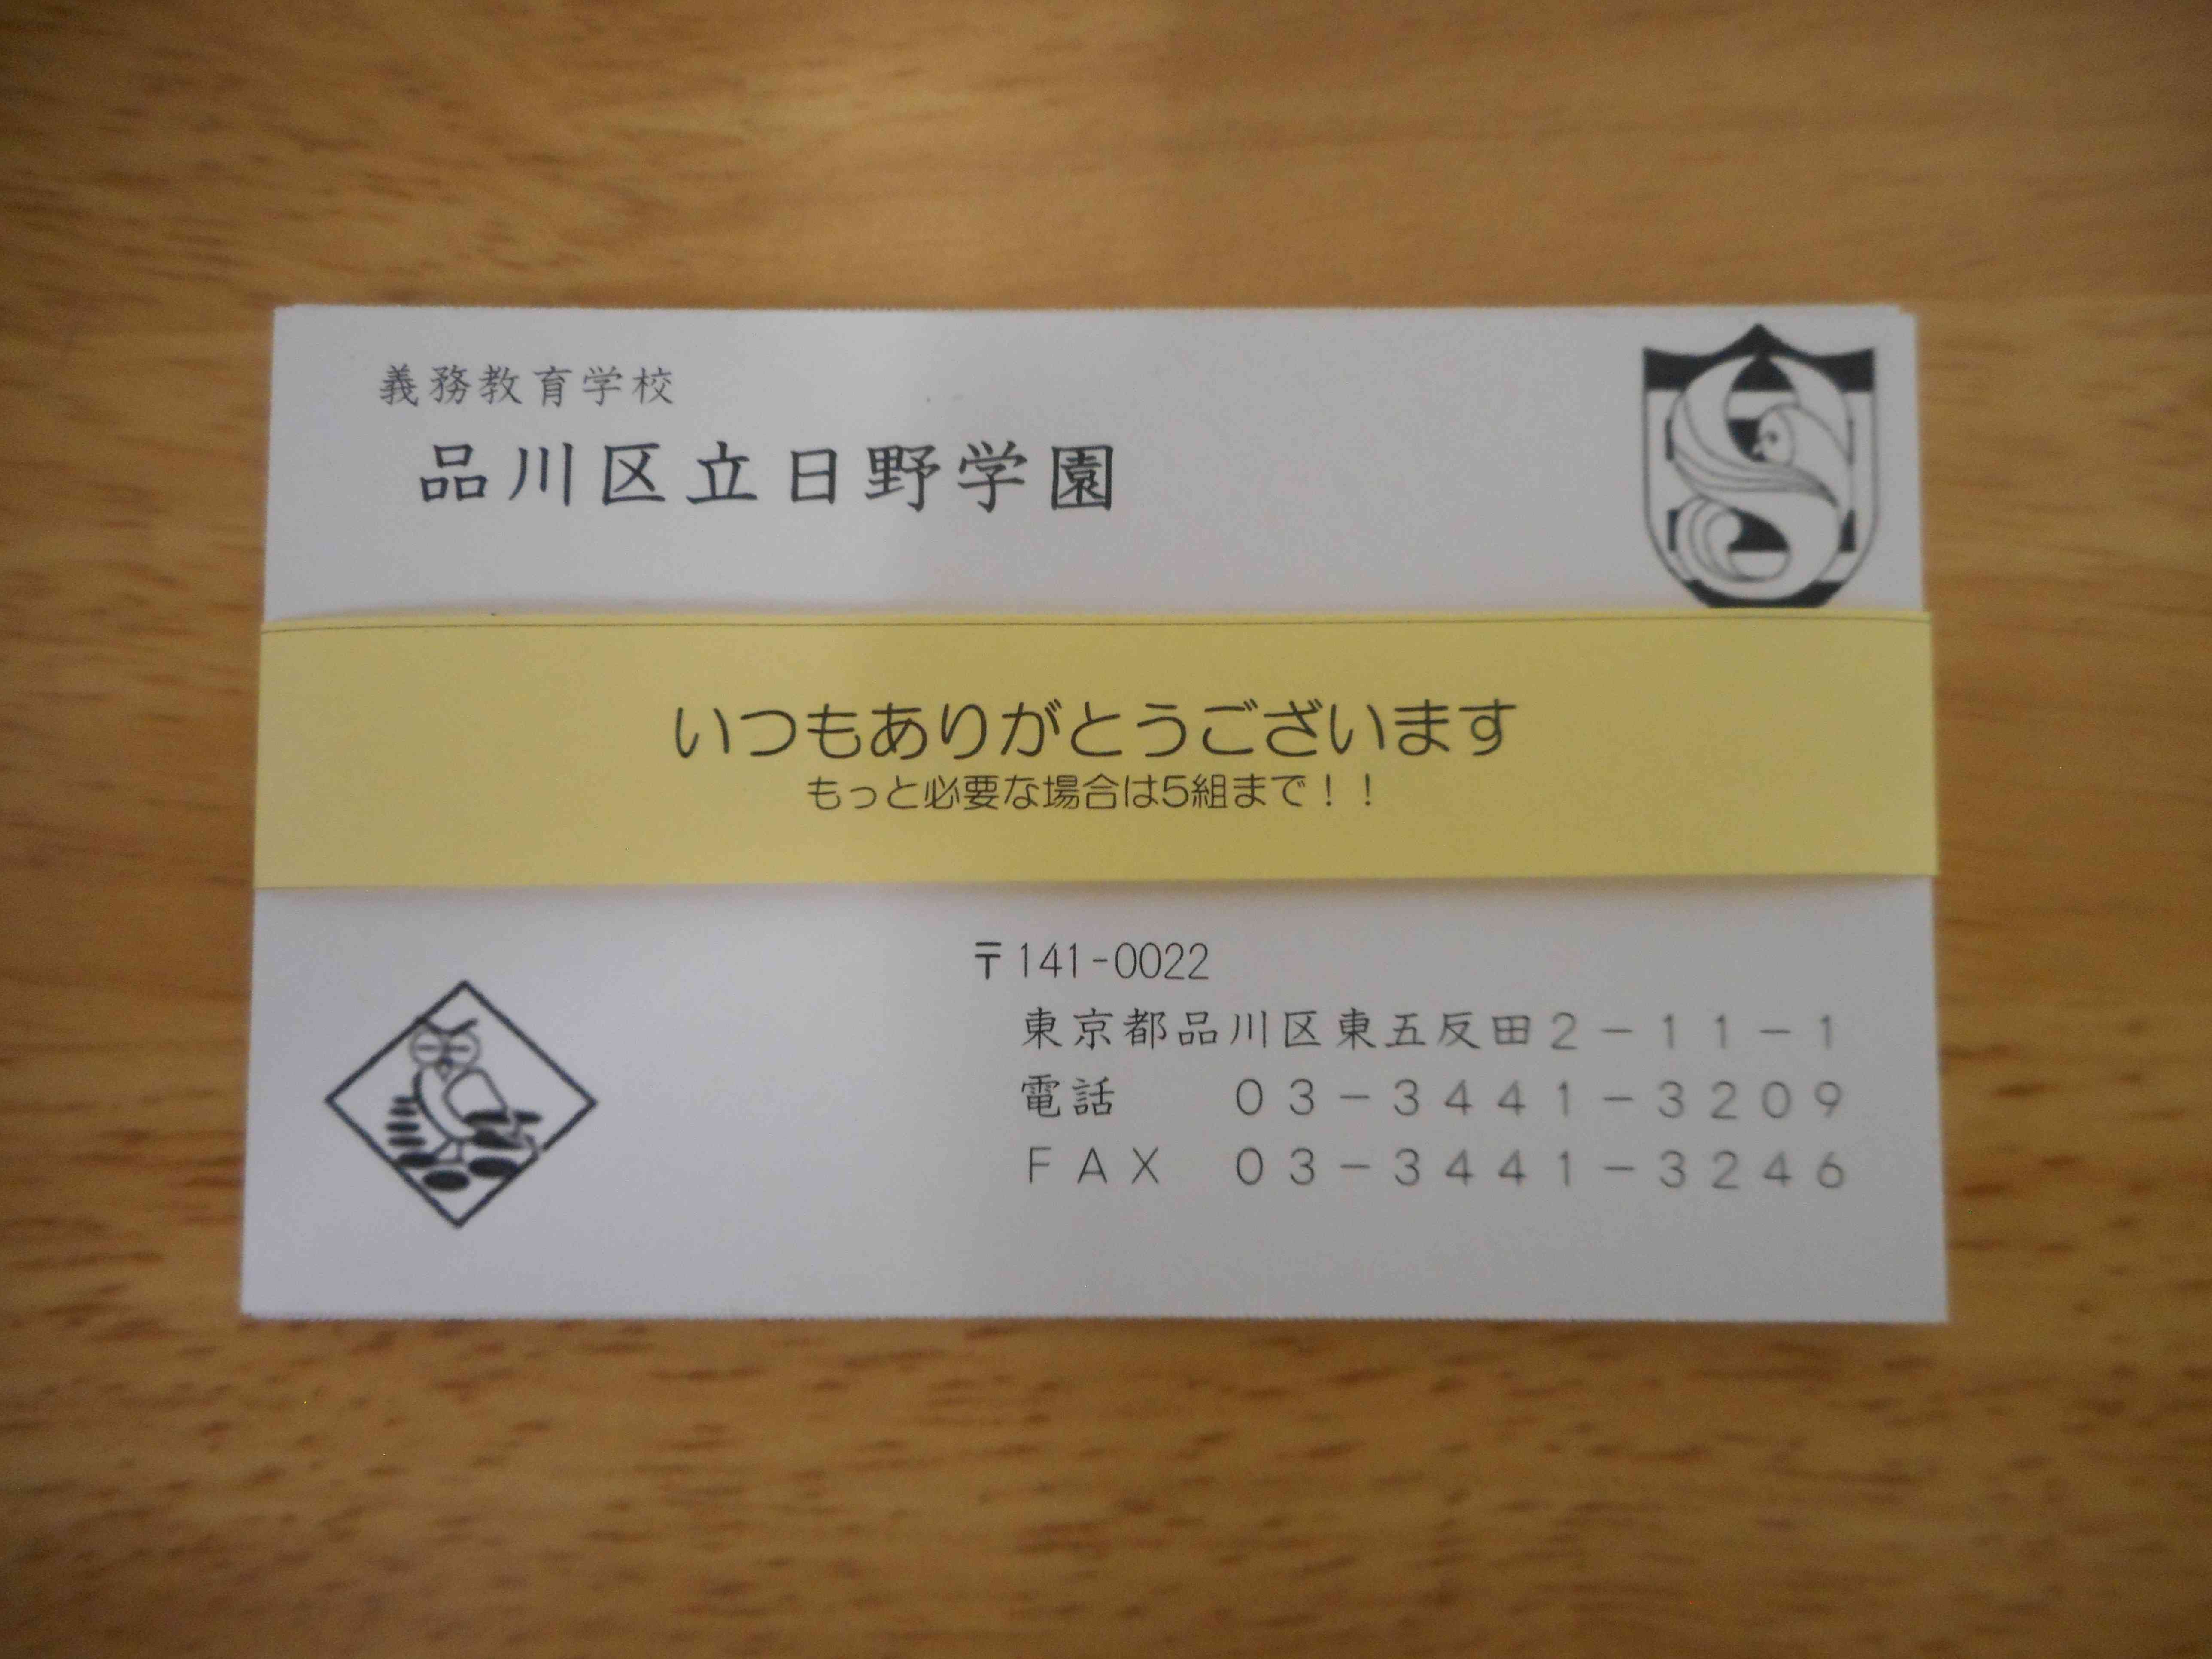 義務教育学校
品川区立日野学園
いつもありがとうございます
もっと必要な場合は5組まで！！
〒141-0022
東京都品川区東五反田２－１１－１
電話　　０３－３４４１－３２０９
ＦＡＸ　０３－３４４１－３２４６